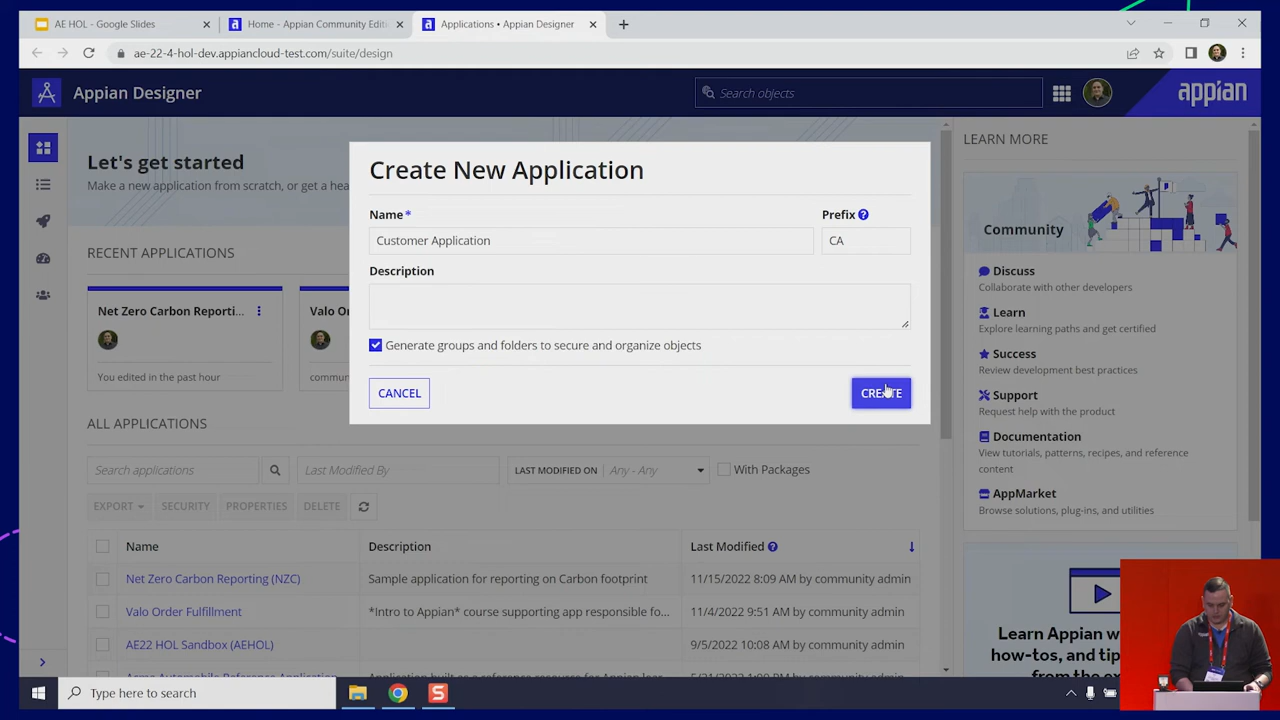 AE HOL - Google Slides
Home - Appian Community Editi
Applications • Appian Designer
ae-22-4-hol-dev.appiancloud-test.com/suite/design
Appian Designer
Search objects
appian
Let's get started
Make a new application from scratch, or get a hea
RECENT APPLICATIONS
Net Zero Carbon Reporti...
You edited in the past hour
Valo Or
commun
Create New Application
Name*
Prefix ?
Customer Application
CA
Description
Generate groups and folders to secure and organize objects
CANCEL
CREATE
LEARN MORE
Community
Discuss
Collaborate with other developers
Learn
Explore learning paths and get certified
Success
Review development best practices
Support
Request help with the product
Documentation
View tutorials, patterns, recipes, and reference
content
AppMarket
Browse solutions, plug-ins, and utilities
ALL APPLICATIONS
Search applications
Last Modified By
LAST MODIFIED ON Any - Any
With Packages
EXPORT
SECURITY
PROPERTIES
DELETE
Name
Description
Last Modified ?
Net Zero Carbon Reporting (NZC)
Sample application for reporting on Carbon footprint
11/15/2022 8:09 AM by community admin
Valo Order Fulfillment
*Intro to Appian* course supporting app responsible fo...
11/4/2022 9:51 AM by community admin
AE22 HOL Sandbox (AEHOL)
9/5/2022 10:08 AM by community admin
Learn Appian w
how-tos, and tip
from the ex
Type here to search